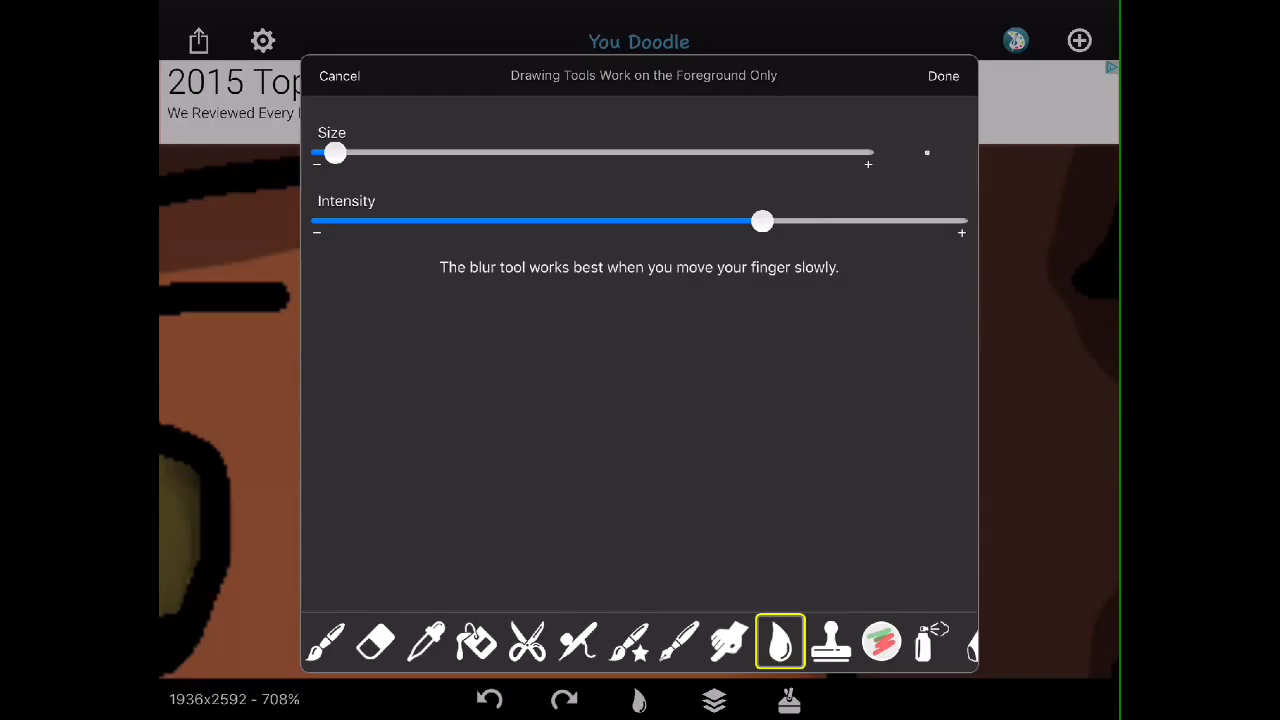 You Doodle
2015 Top
We Reviewed Every
Cancel
Drawing Tools Work on the Foreground Only
Done
Size
− +
Intensity
− +
The blur tool works best when you move your finger slowly.
1936x2592 - 708%